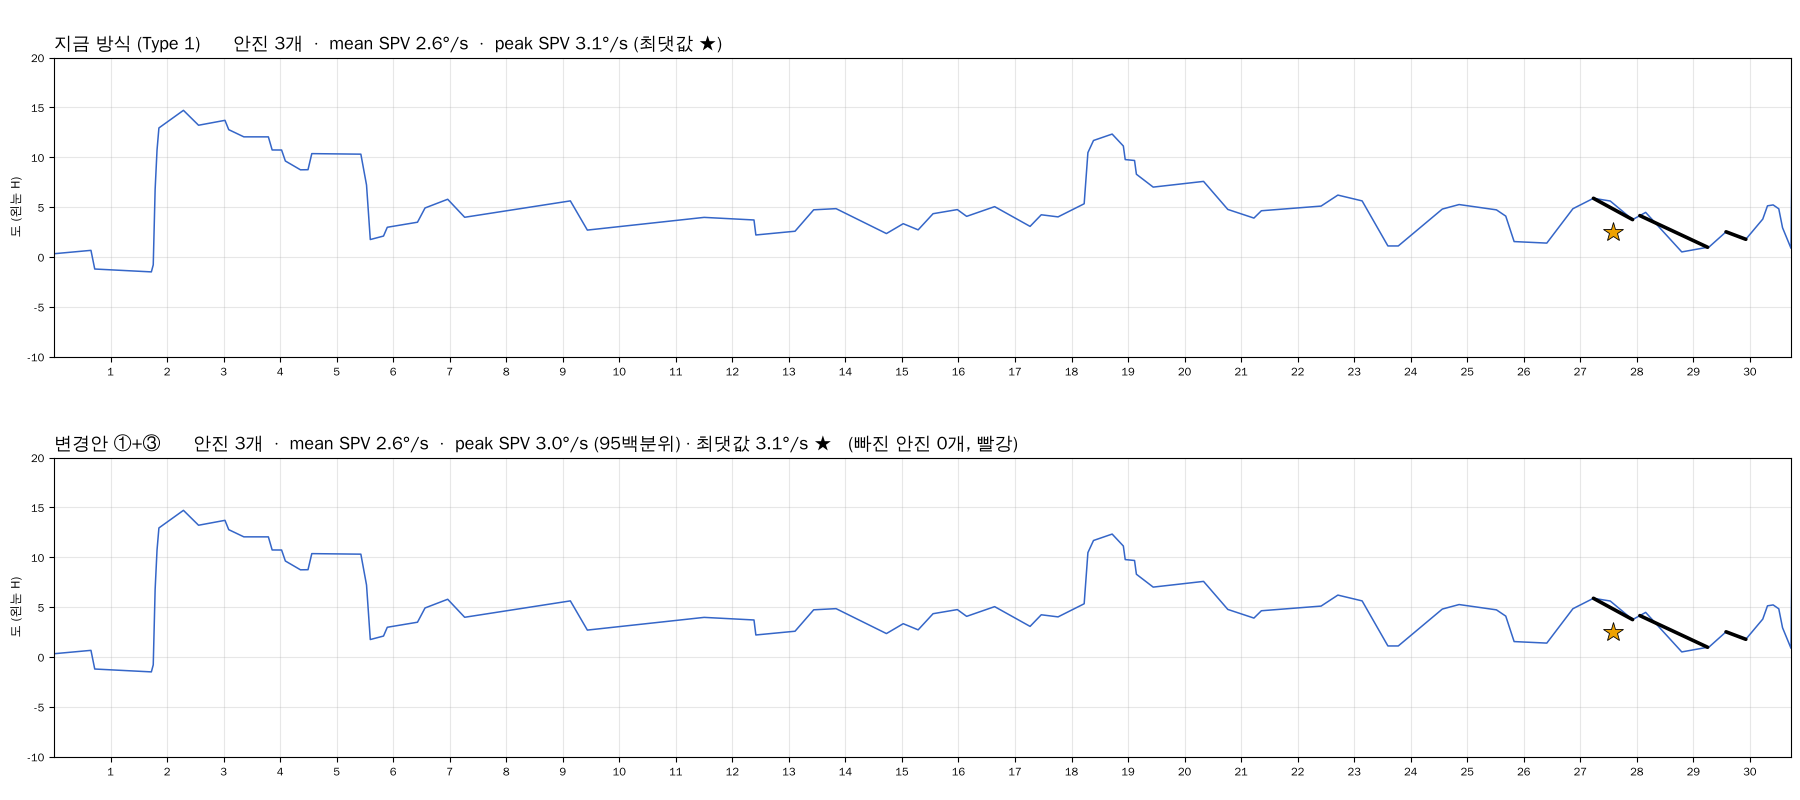 지금 방식 (Type 1)  안진 3개 · mean SPV 2.6°/s · peak SPV 3.1°/s (최댓값 ★)
20
15
10
5
0
-5
-10
도 (왼눈 H)
1 2 3 4 5 6 7 8 9 10 11 12 13 14 15 16 17 18 19 20 21 22 23 24 25 26 27 28 29 30
변경안 ①+③  안진 3개 · mean SPV 2.6°/s · peak SPV 3.0°/s (95백분위) · 최댓값 3.1°/s ★ (빠진 안진 0개, 빨강)
20
15
10
5
0
-5
-10
도 (왼눈 H)
1 2 3 4 5 6 7 8 9 10 11 12 13 14 15 16 17 18 19 20 21 22 23 24 25 26 27 28 29 30